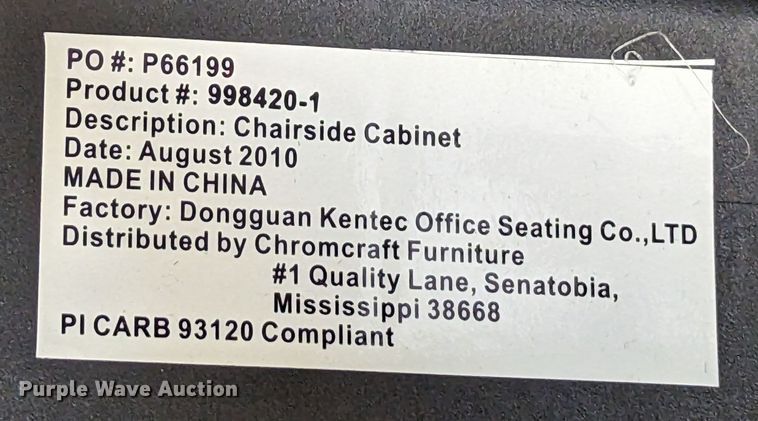 PO #: P66199
Product #: 998420-1
Description: Chairside Cabinet
Date: August 2010
MADE IN CHINA
Factory: Dongguan Kentec Office Seating Co.,LTD
Distributed by Chromcraft Furniture
#1 Quality Lane, Senatobia,
Mississippi 38668
PI CARB 93120 Compliant
Purple Wave Auction